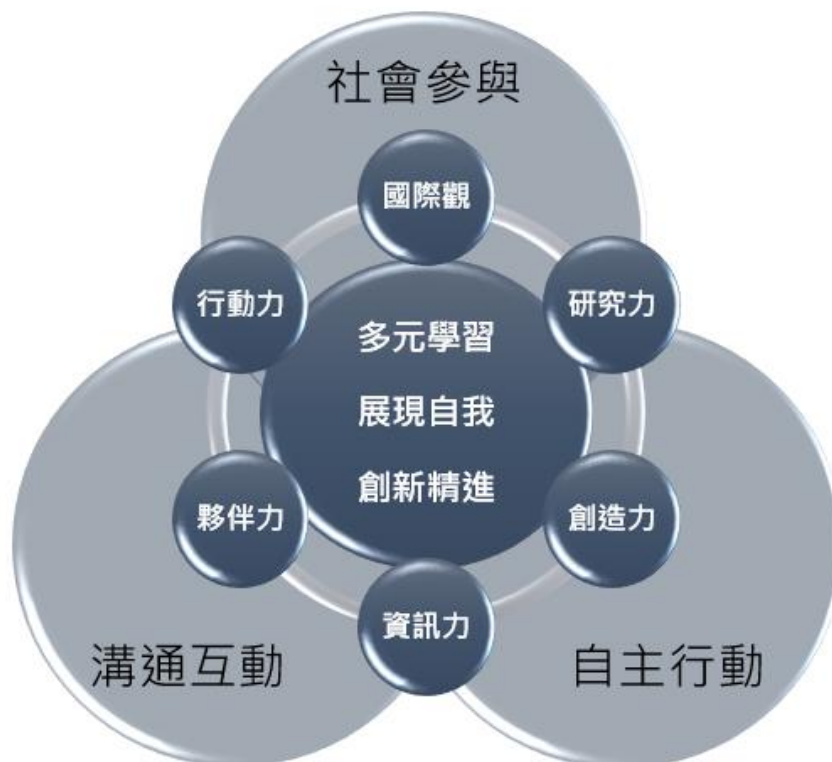 社會參與
國際觀
行動力
研究力
多元學習
展現自我
創新精進
夥伴力
創造力
資訊力
溝通互動
自主行動